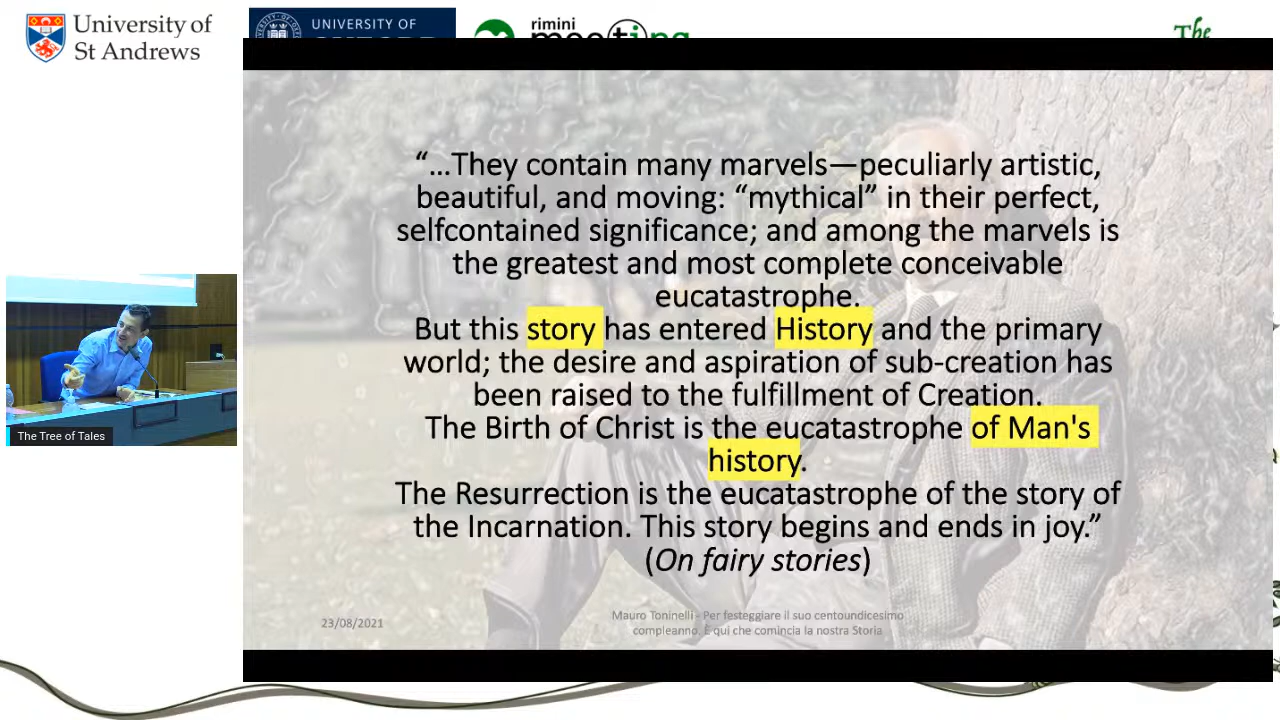 University of
St Andrews
UNIVERSITY OF
rimini
meeting
The
“…They contain many marvels—peculiarly artistic,
beautiful, and moving: “mythical” in their perfect,
selfcontained significance; and among the marvels is
the greatest and most complete conceivable
eucatastrophe.
But this story has entered History and the primary
world; the desire and aspiration of sub-creation has
been raised to the fulfillment of Creation.
The Birth of Christ is the eucatastrophe of Man's
history.
The Resurrection is the eucatastrophe of the story of
the Incarnation. This story begins and ends in joy.”
(On fairy stories)
The Tree of Tales
23/08/2021
Mauro Toninelli - Per festeggiare il suo centoundicesimo
compleanno. È qui che comincia la nostra Storia